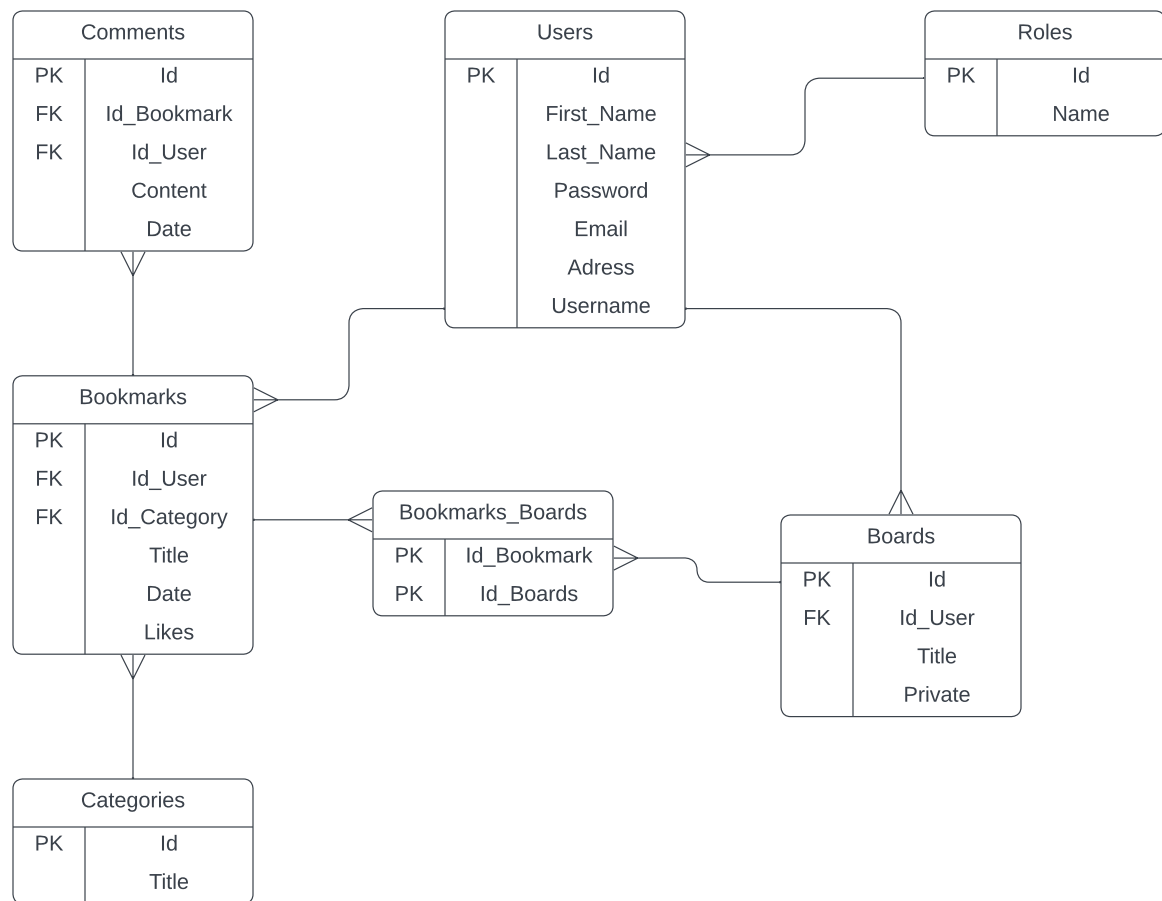 Comments
PK Id
FK Id_Bookmark
FK Id_User
Content
Date
Users
PK Id
First_Name
Last_Name
Password
Email
Adress
Username
Roles
PK Id
Name
Bookmarks
PK Id
FK Id_User
FK Id_Category
Title
Date
Likes
Bookmarks_Boards
PK Id_Bookmark
PK Id_Boards
Boards
PK Id
FK Id_User
Title
Private
Categories
PK Id
Title